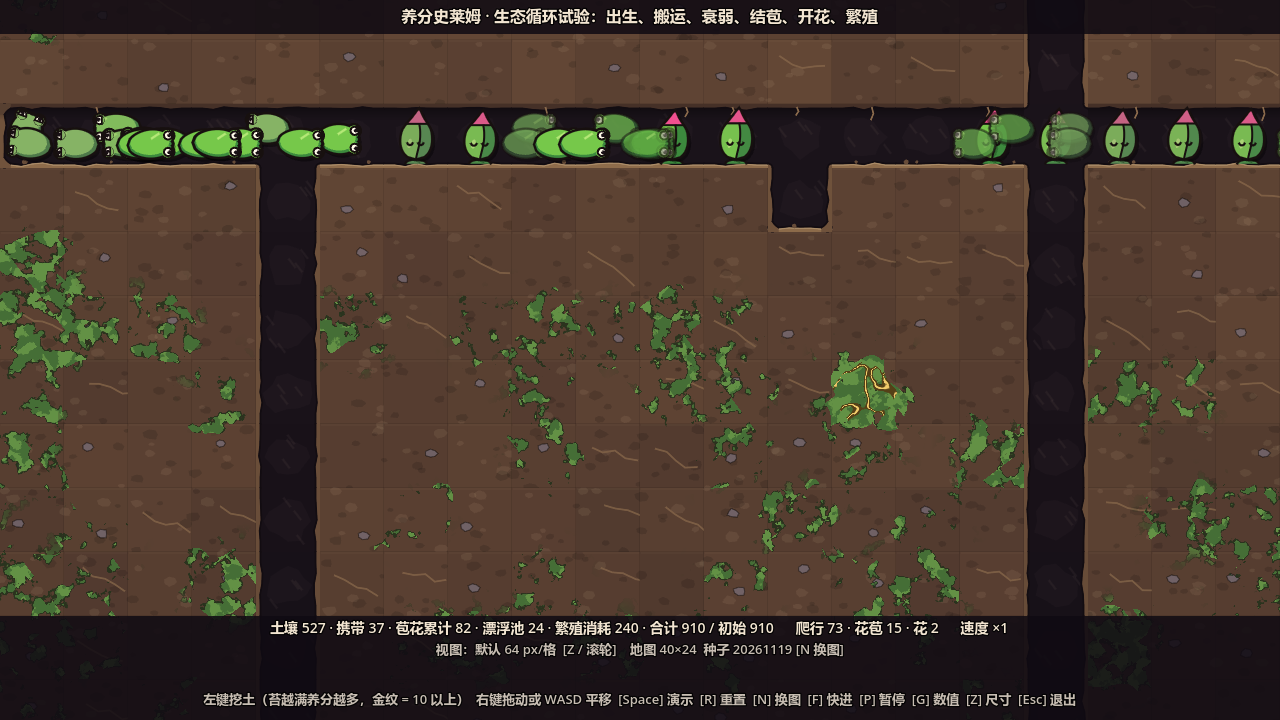 养分史莱姆 · 生态循环试验：出生、搬运、衰弱、结苞、开花、繁殖
土壤 527 · 携带 37 · 苞花累计 82 · 漂浮池 24 · 繁殖消耗 240 · 合计 910 / 初始 910 爬行 73 · 花苞 15 · 花 2 速度 ×1
视图：默认 64 px/格 [Z / 滚轮] 地图 40×24 种子 20261119 [N 换图]
左键挖土（苔越满养分越多，金纹 = 10 以上） 右键拖动或 WASD 平移 [Space] 演示 [R] 重置 [N] 换图 [F] 快进 [P] 暂停 [G] 数值 [Z] 尺寸 [Esc] 退出